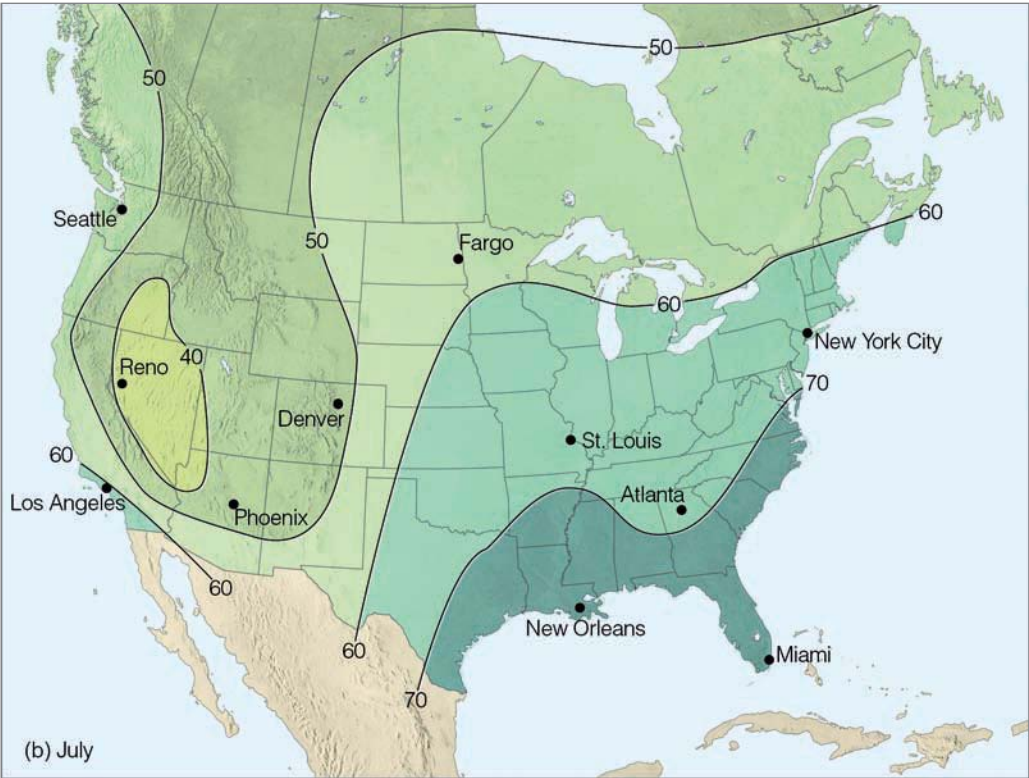 50
50
Seattle
60
50
Fargo
60
New York City
40
Reno
70
Denver
St. Louis
60
Atlanta
Los Angeles
Phoenix
60
New Orleans
60
Miami
70
(b) July